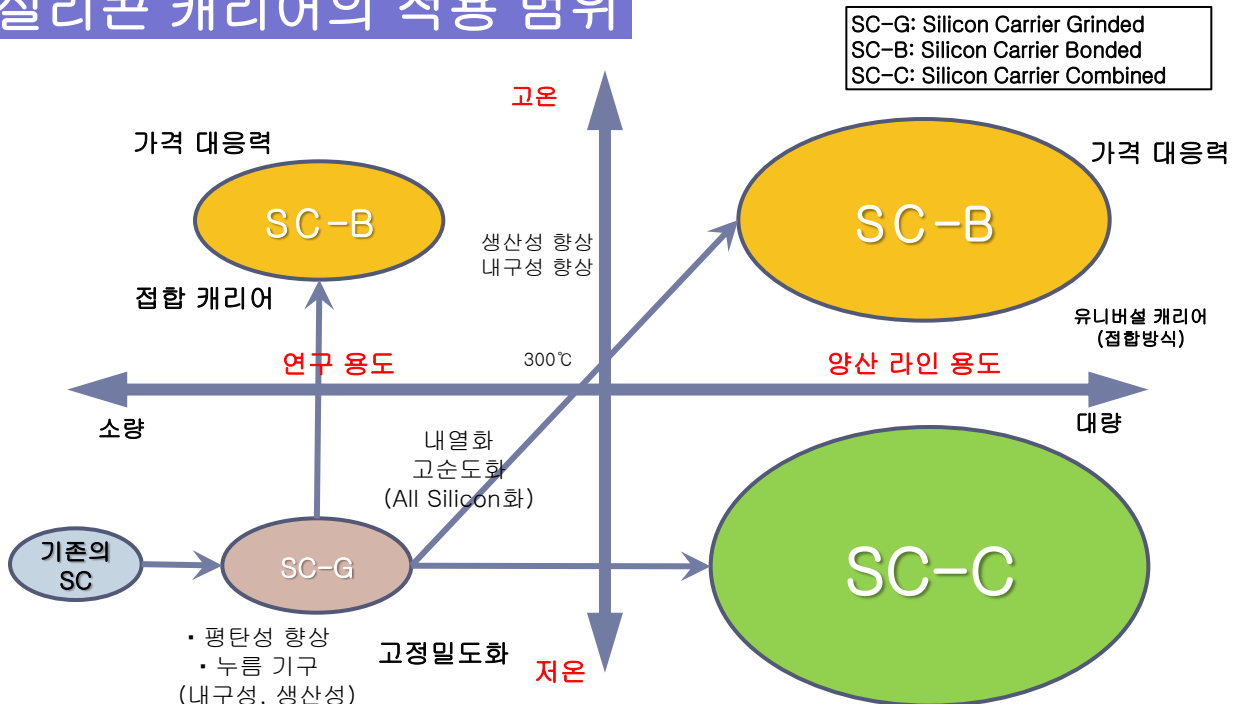 실리콘 캐리어의 적용 범위
SC-G: Silicon Carrier Grinded
SC-B: Silicon Carrier Bonded
SC-C: Silicon Carrier Combined
고온
가격 대응력
SC-B
접합 캐리어
생산성 향상
내구성 향상
가격 대응력
SC-B
유니버설 캐리어
(접합방식)
연구 용도
300℃
양산 라인 용도
소량
대량
내열화
고순도화
(All Silicon화)
기존의
SC
SC-G
SC-C
・평탄성 향상
・누름 기구
(내구성, 생산성)
고정밀도화
저온